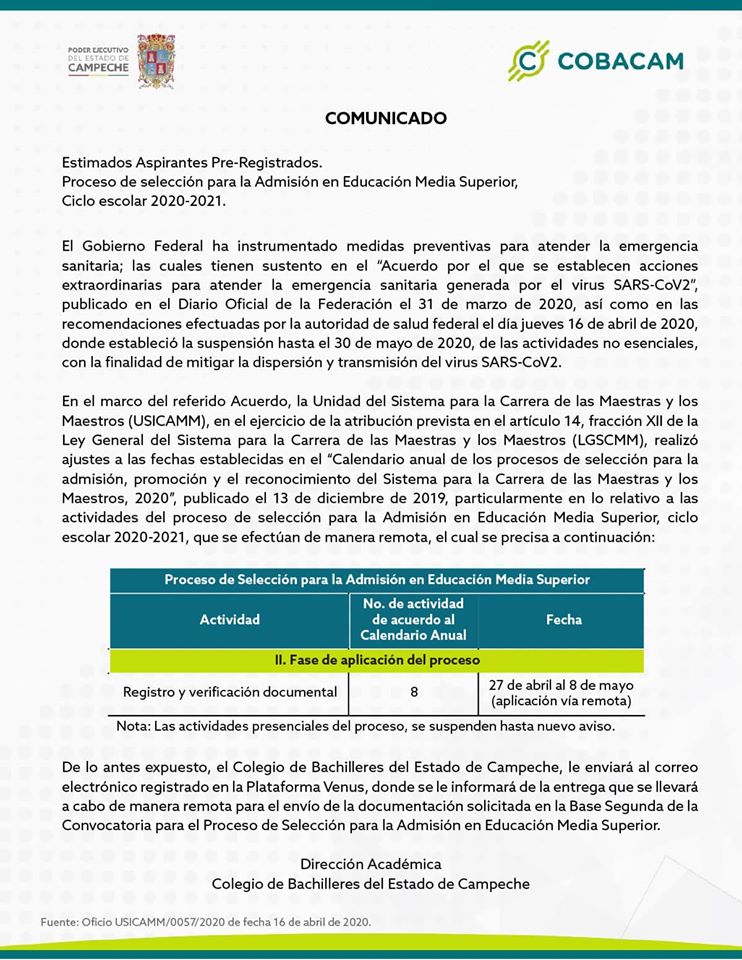 PODER EJECUTIVO
DEL ESTADO DE
CAMPECHE
COBACAM
COMUNICADO
Estimados Aspirantes Pre-Registrados.
Proceso de selección para la Admisión en Educación Media Superior,
Ciclo escolar 2020-2021.
El Gobierno Federal ha instrumentado medidas preventivas para atender la emergencia
sanitaria; las cuales tienen sustento en el “Acuerdo por el que se establecen acciones
extraordinarias para atender la emergencia sanitaria generada por el virus SARS-CoV2”,
publicado en el Diario Oficial de la Federación el 31 de marzo de 2020, así como en las
recomendaciones efectuadas por la autoridad de salud federal el día jueves 16 de abril de 2020,
donde estableció la suspensión hasta el 30 de mayo de 2020, de las actividades no esenciales,
con la finalidad de mitigar la dispersión y transmisión del virus SARS-CoV2.
En el marco del referido Acuerdo, la Unidad del Sistema para la Carrera de las Maestras y los
Maestros (USICAMM), en el ejercicio de la atribución prevista en el artículo 14, fracción XII de la
Ley General del Sistema para la Carrera de las Maestras y los Maestros (LGSCMM), realizó
ajustes a las fechas establecidas en el “Calendario anual de los procesos de selección para la
admisión, promoción y el reconocimiento del Sistema para la Carrera de las Maestras y los
Maestros, 2020”, publicado el 13 de diciembre de 2019, particularmente en lo relativo a las
actividades del proceso de selección para la Admisión en Educación Media Superior, ciclo
escolar 2020-2021, que se efectúan de manera remota, el cual se precisa a continuación:
Proceso de Selección para la Admisión en Educación Media Superior
Actividad
No. de actividad
de acuerdo al
Calendario Anual
Fecha
II. Fase de aplicación del proceso
Registro y verificación documental
8
27 de abril al 8 de mayo
(aplicación vía remota)
Nota: Las actividades presenciales del proceso, se suspenden hasta nuevo aviso.
De lo antes expuesto, el Colegio de Bachilleres del Estado de Campeche, le enviará al correo
electrónico registrado en la Plataforma Venus, donde se le informará de la entrega que se llevará
a cabo de manera remota para el envío de la documentación solicitada en la Base Segunda de la
Convocatoria para el Proceso de Selección para la Admisión en Educación Media Superior.
Dirección Académica
Colegio de Bachilleres del Estado de Campeche
Fuente: Oficio USICAMM/0057/2020 de fecha 16 de abril de 2020.